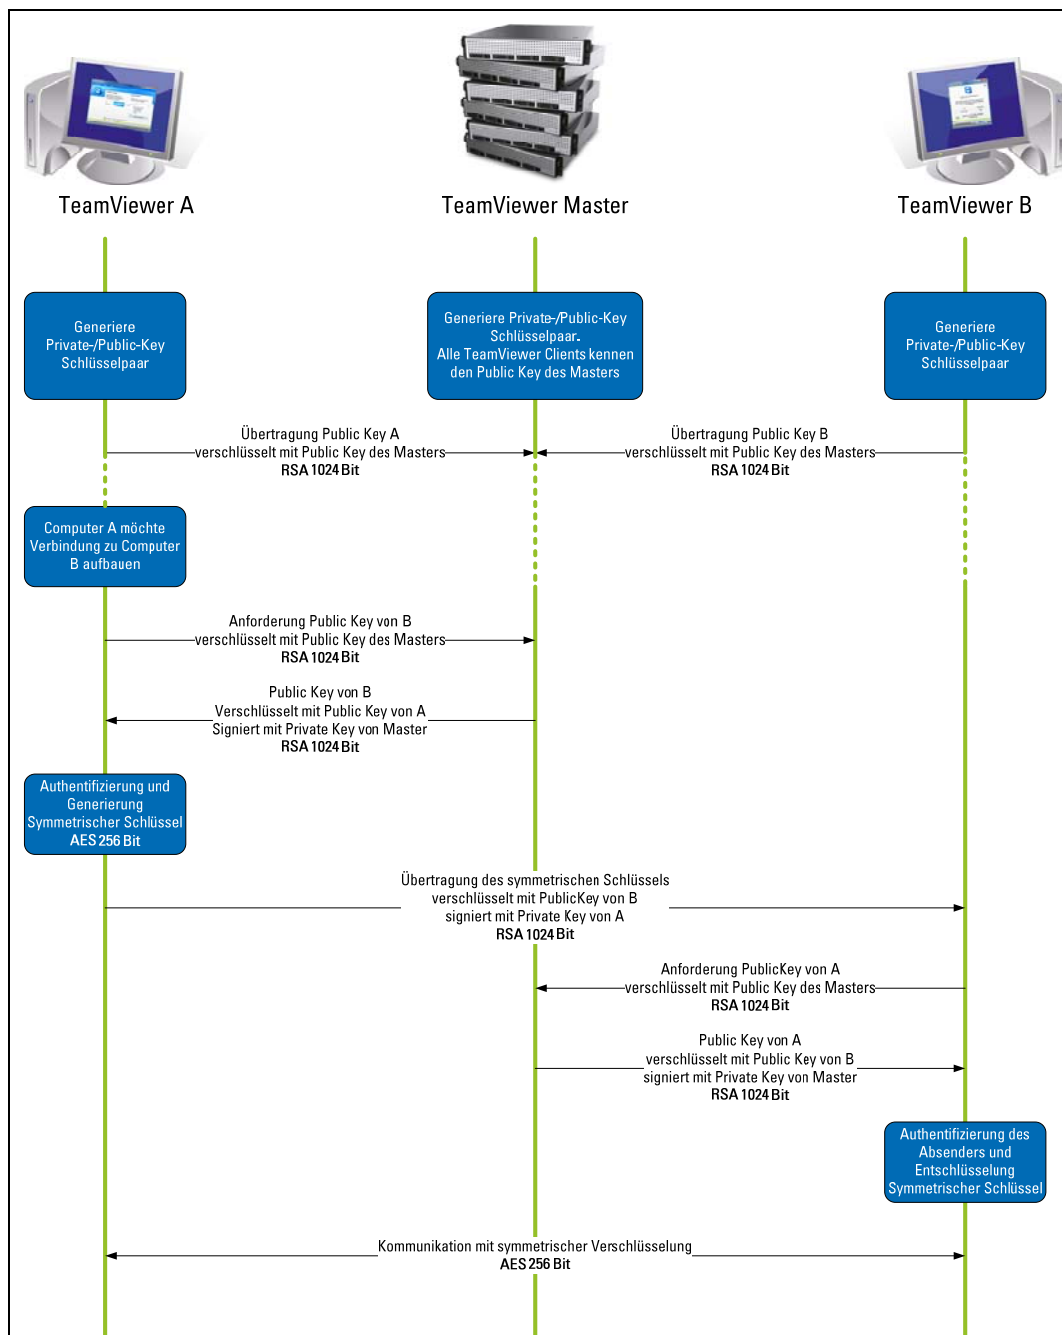 TeamViewer A
TeamViewer Master
TeamViewer B
Generiere
Private-/Public-Key
Schlüsselpaar
Generiere Private-/Public-Key
Schlüsselpaar.
Alle TeamViewer Clients kennen
den Public Key des Masters
Generiere
Private-/Public-Key
Schlüsselpaar
Übertragung Public Key A
verschlüsselt mit Public Key des Masters
RSA 1024 Bit
Übertragung Public Key B
verschlüsselt mit Public Key des Masters
RSA 1024 Bit
Computer A möchte
Verbindung zu Computer
B aufbauen
Anforderung Public Key von B
verschlüsselt mit Public Key des Masters
RSA 1024 Bit
Public Key von B
Verschlüsselt mit Public Key von A
Signiert mit Private Key von Master
RSA 1024 Bit
Authentifizierung und
Generierung
Symmetrischer Schlüssel
AES 256 Bit
Übertragung des symmetrischen Schlüssels
verschlüsselt mit PublicKey von B
signiert mit Private Key von A
RSA 1024 Bit
Anforderung PublicKey von A
verschlüsselt mit Public Key des Masters
RSA 1024 Bit
Public Key von A
verschlüsselt mit Public Key von B
signiert mit Private Key von Master
RSA 1024 Bit
Authentifizierung des
Absenders und
Entschlüsselung
Symmetrischer Schlüssel
Kommunikation mit symmetrischer Verschlüsselung
AES 256 Bit